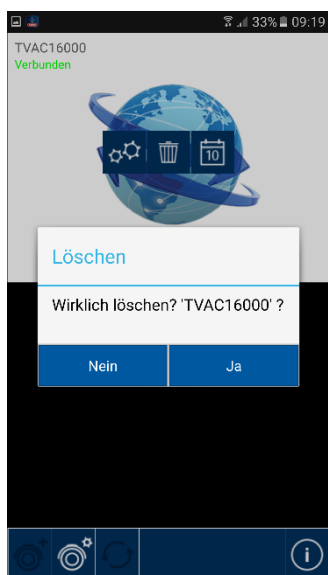 33% 09:19
TVAC16000
Verbunden
10
Löschen
Wirklich löschen? 'TVAC16000' ?
Nein Ja
i